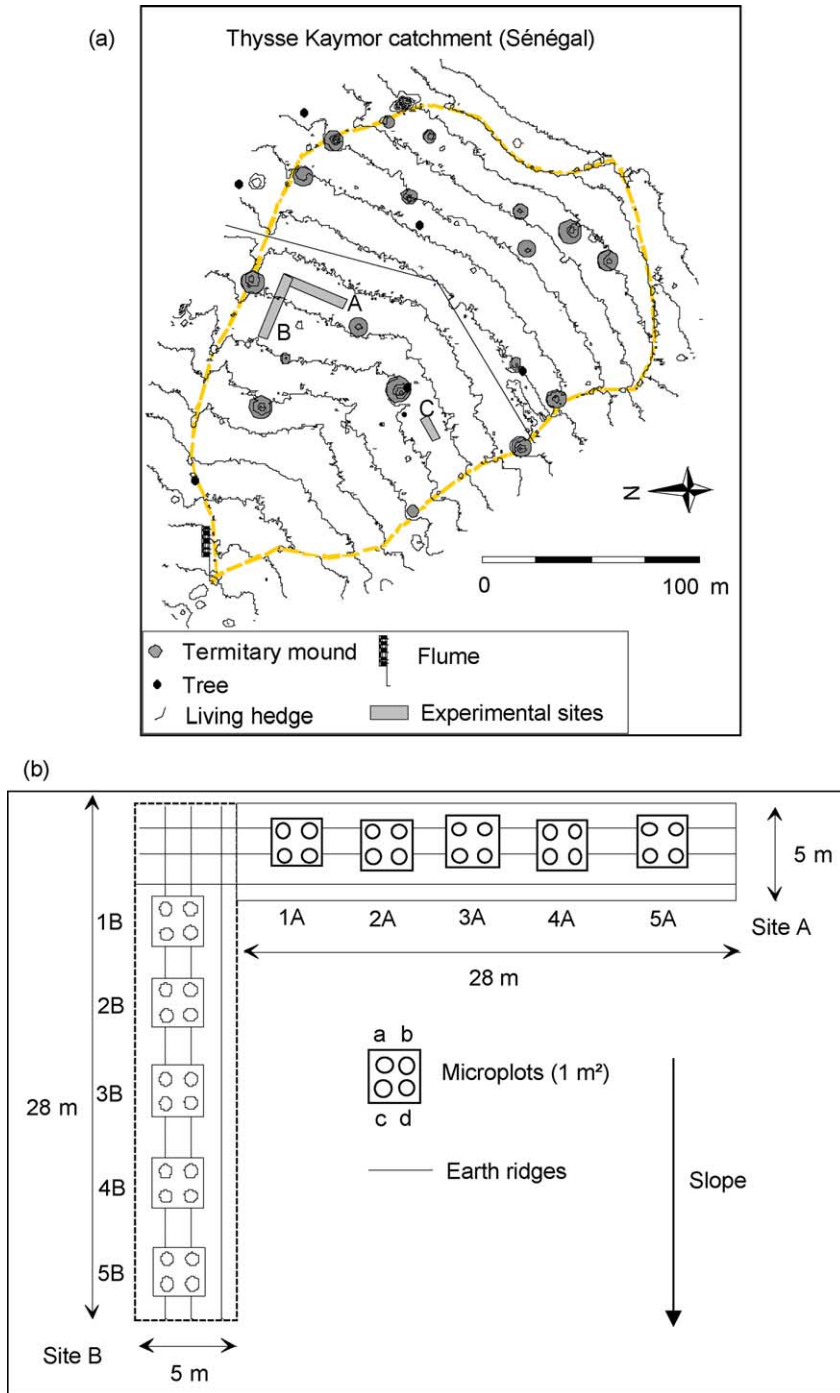 (a)
Thysse Kaymor catchment (Sénégal)
A
B
C
N
0 100 m
Termitary mound
Flume
Tree
Living hedge
Experimental sites
(b)
5 m
1B
1A 2A 3A 4A 5A
Site A
28 m
2B
a b
Microplots (1 m²)
c d
3B
28 m
Earth ridges
Slope
4B
5B
Site B
5 m